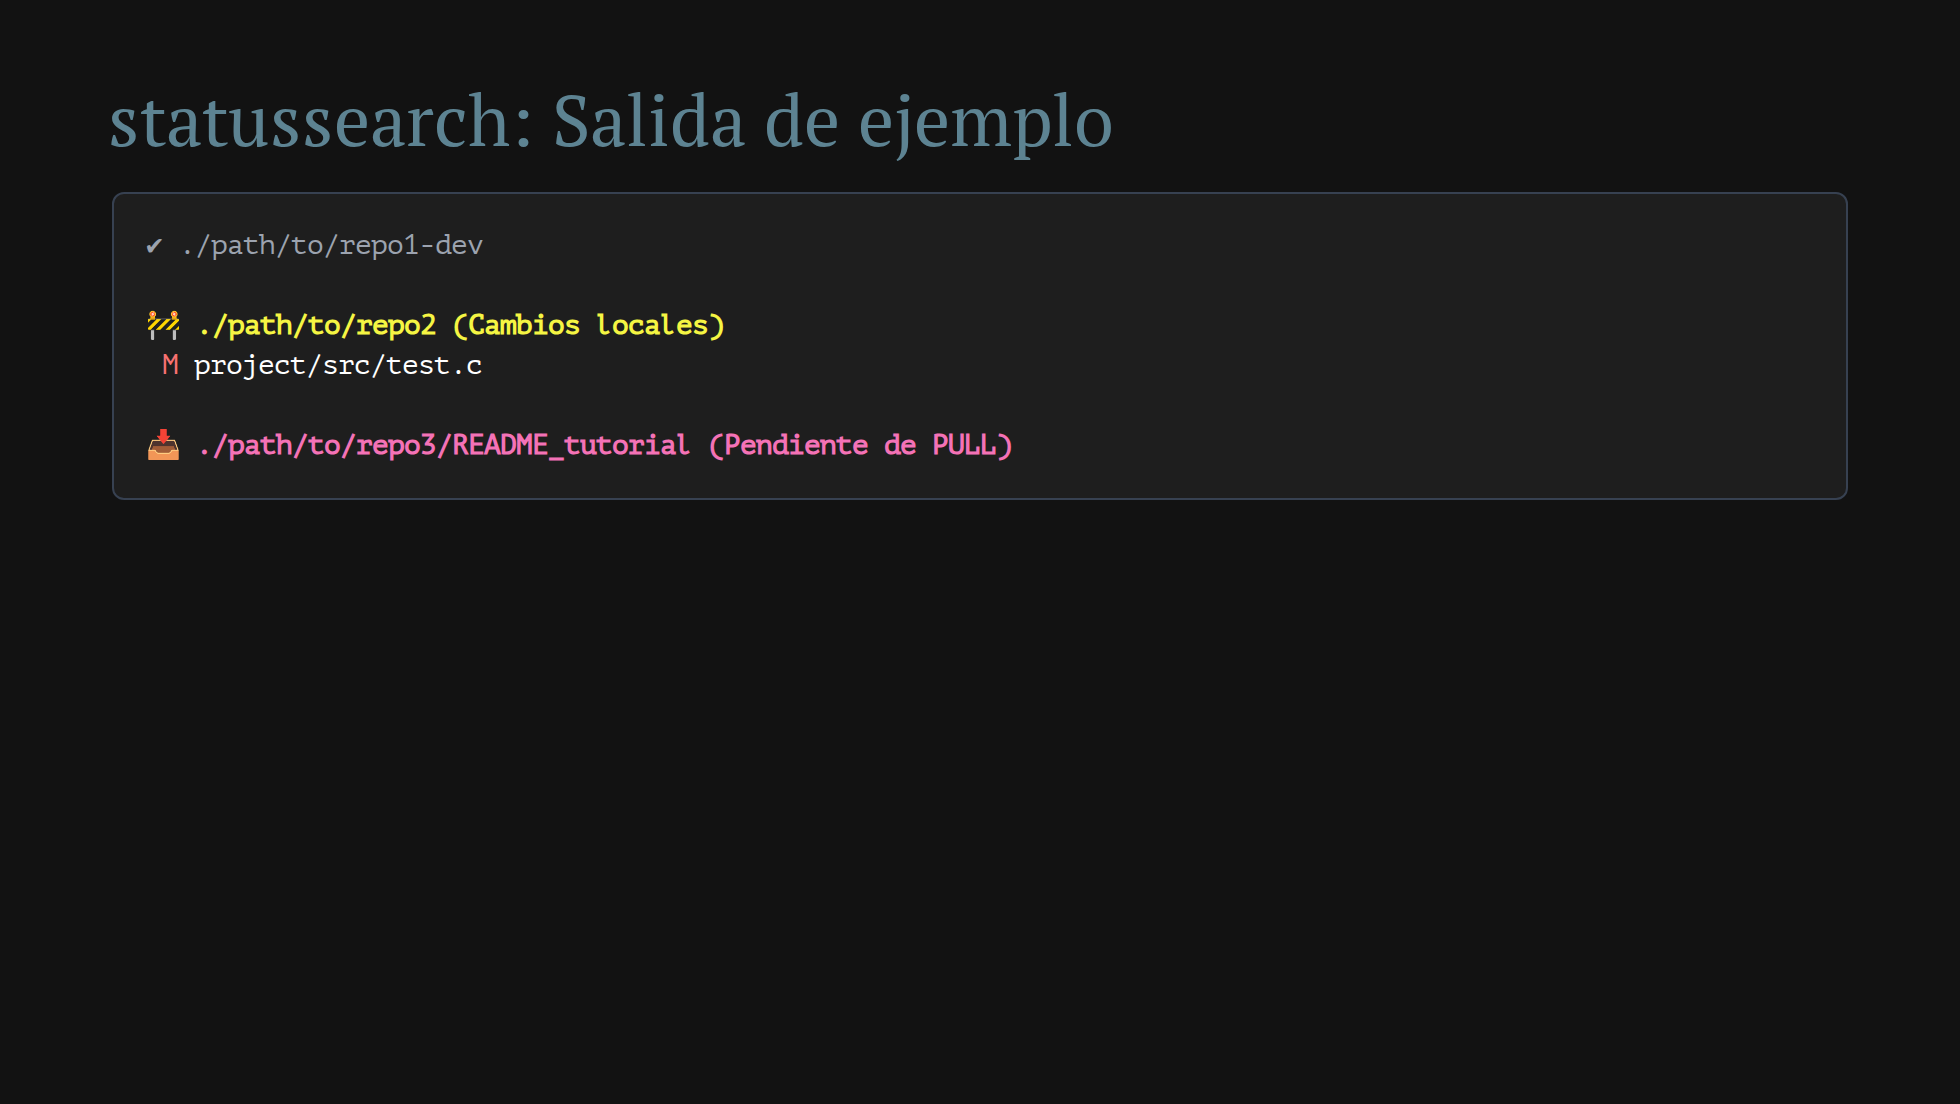 statussearch: Salida de ejemplo
✔ ./path/to/repo1-dev
🚧 ./path/to/repo2 (Cambios locales)
M project/src/test.c
📥 ./path/to/repo3/README_tutorial (Pendiente de PULL)